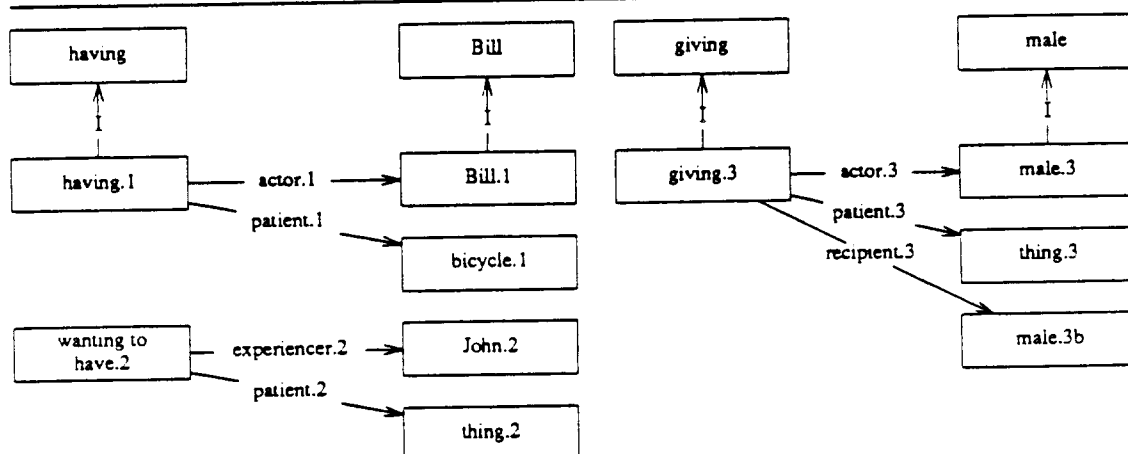 having
Bill
giving
male
I
I
I
I
having.1
actor.1
Bill.1
giving.3
actor.3
male.3
patient.1
patient.3
bicycle.1
recipient.3
thing.3
wanting to
have.2
experiencer.2
John.2
male.3b
patient.2
thing.2